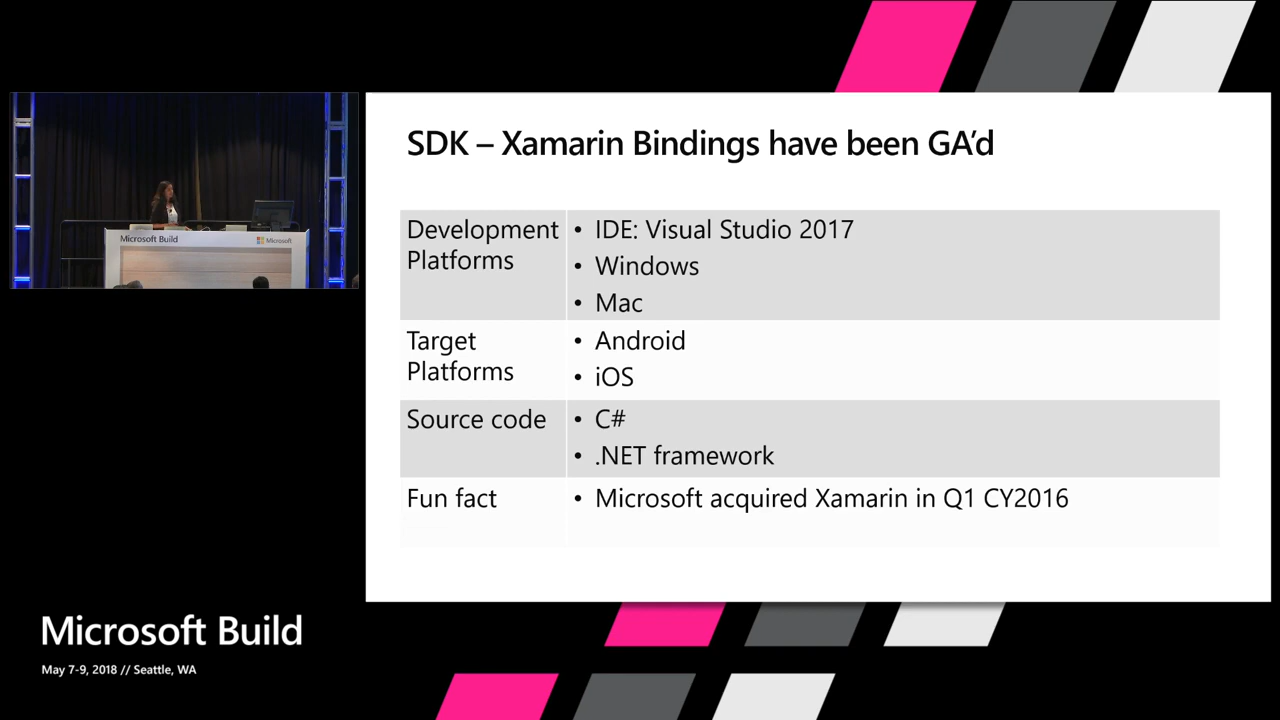 SDK – Xamarin Bindings have been GA'd
Development
Platforms
• IDE: Visual Studio 2017
• Windows
• Mac
Target
Platforms
• Android
• iOS
Source code
• C#
• .NET framework
Fun fact
• Microsoft acquired Xamarin in Q1 CY2016
Microsoft Build
Microsoft
Microsoft Build
May 7-9, 2018 // Seattle, WA